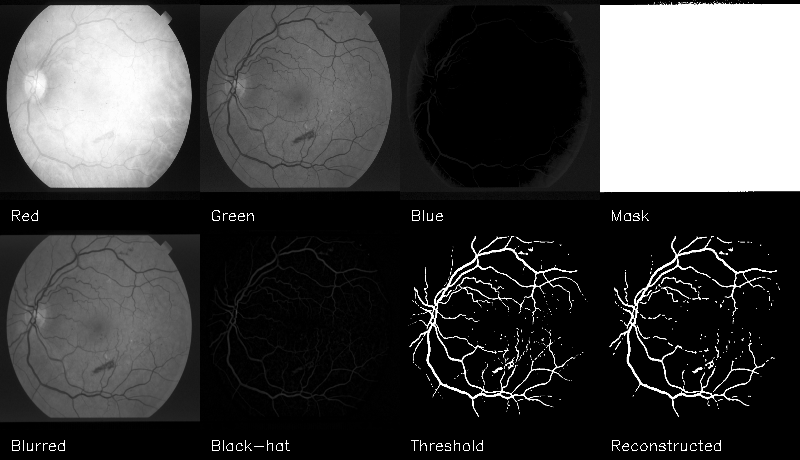 Red
Green
Blue
Mask
Blurred
Black-hat
Threshold
Reconstructed